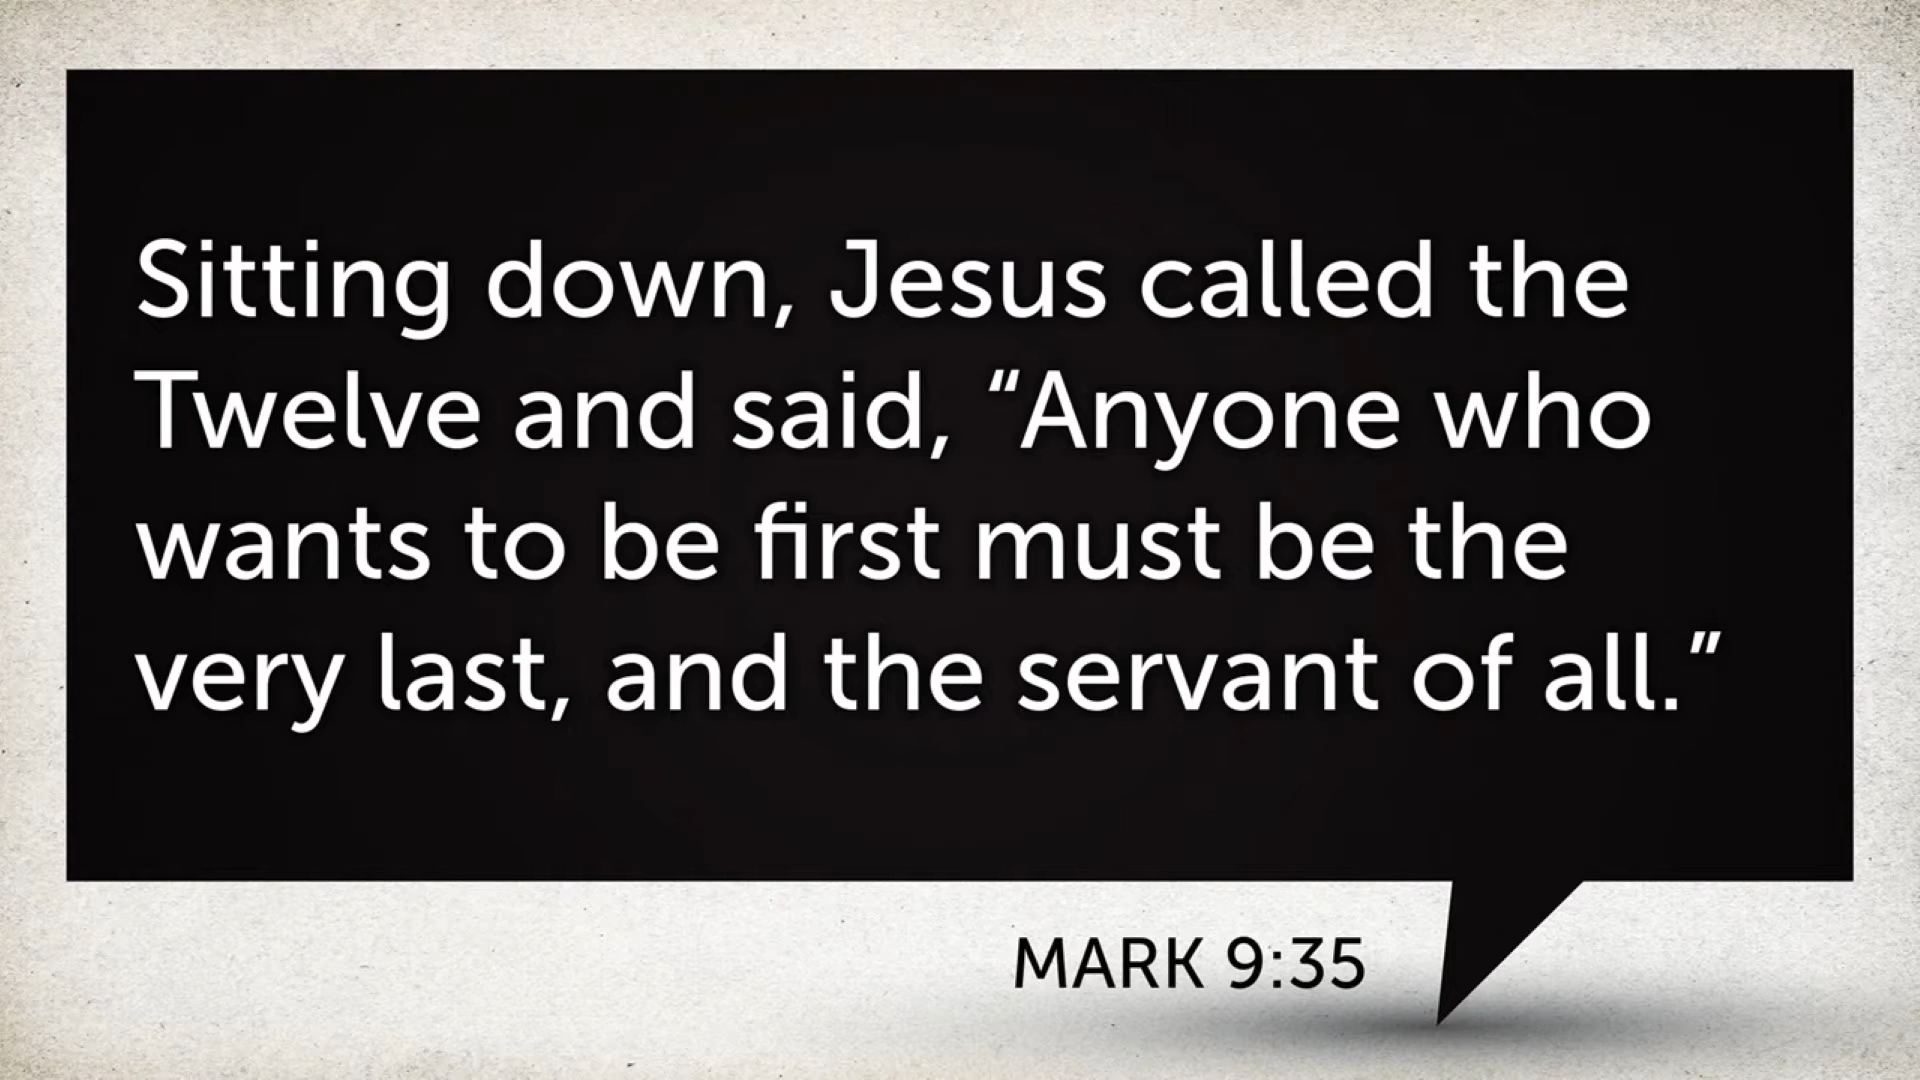 Sitting down, Jesus called the
Twelve and said, “Anyone who
wants to be first must be the
very last, and the servant of all.”
MARK 9:35